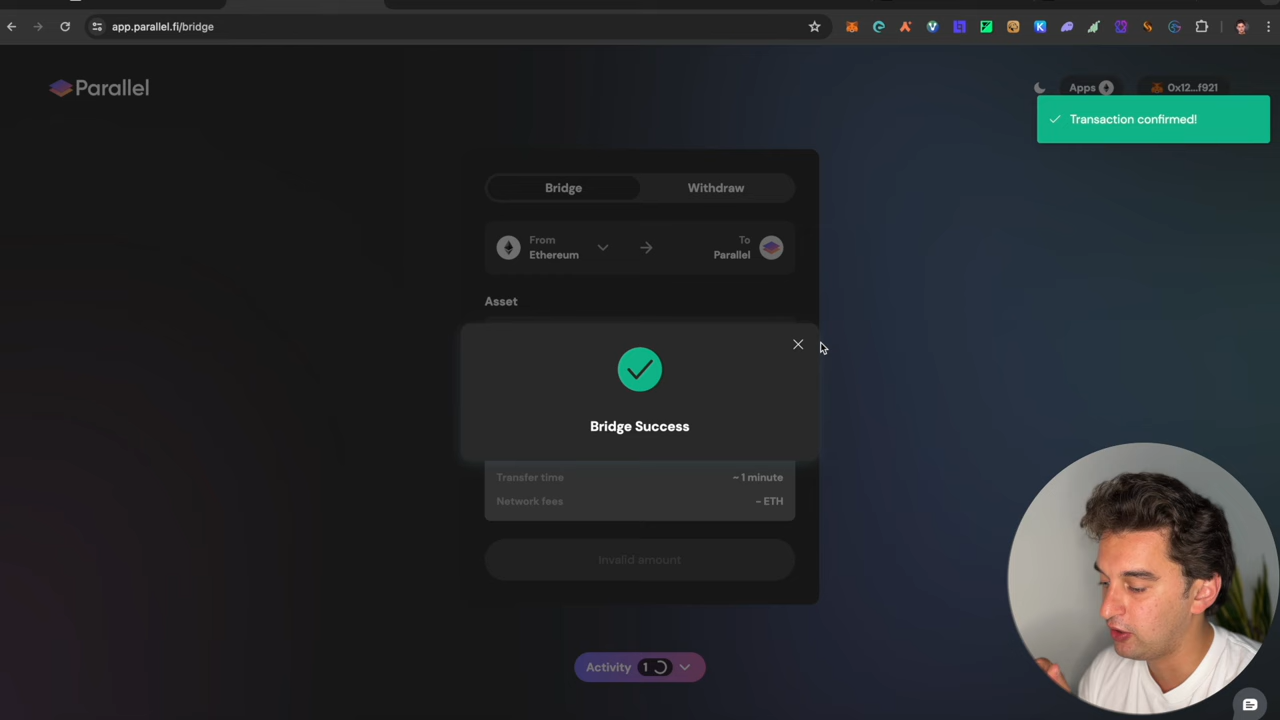 app.parallel.fi/bridge
Parallel
Apps
0x12...f921
Transaction confirmed!
Bridge
Withdraw
From
Ethereum
To
Parallel
Asset
Bridge Success
Transfer time
~ 1 minute
Network fees
~ ETH
Invalid amount
Activity 1